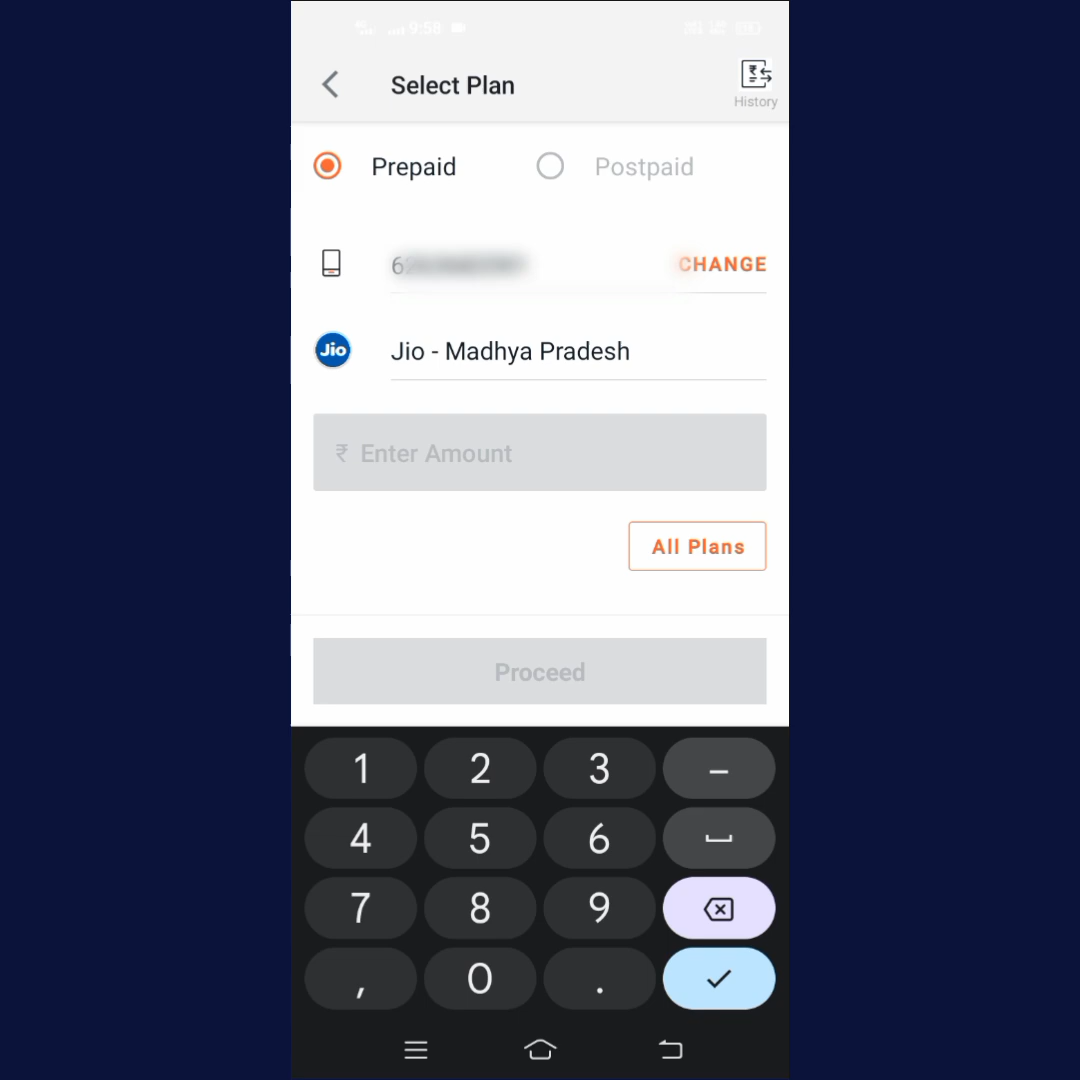 9:58
Select Plan
History
Prepaid
Postpaid
CHANGE
Jio
Jio - Madhya Pradesh
₹ Enter Amount
All Plans
Proceed
1 2 3 –
4 5 6
7 8 9
, 0 .